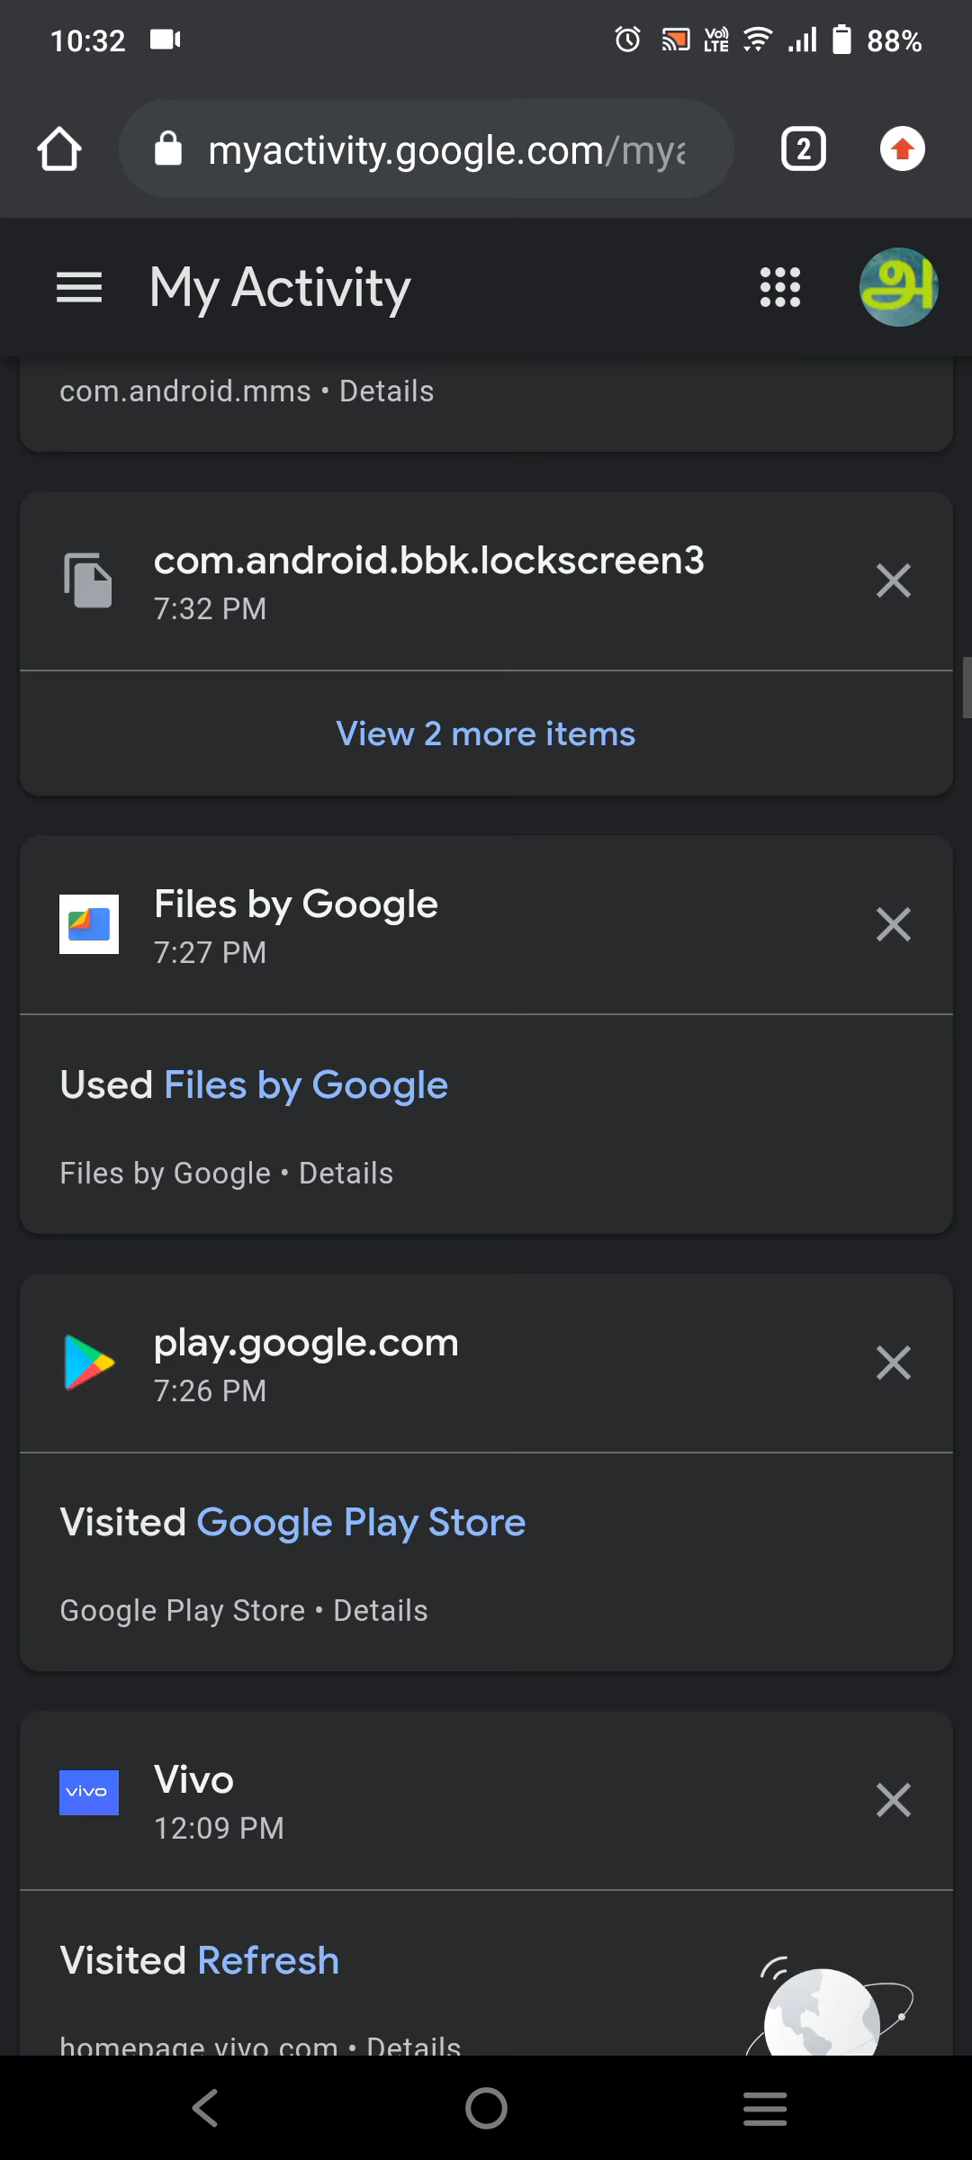 10:32
Vo) LTE
88%
myactivity.google.com/mya
2
My Activity
அ
com.android.mms • Details
com.android.bbk.lockscreen3
7:32 PM
View 2 more items
Files by Google
7:27 PM
Used Files by Google
Files by Google • Details
play.google.com
7:26 PM
Visited Google Play Store
Google Play Store • Details
vivo
Vivo
12:09 PM
Visited Refresh
homepage.vivo.com • Details